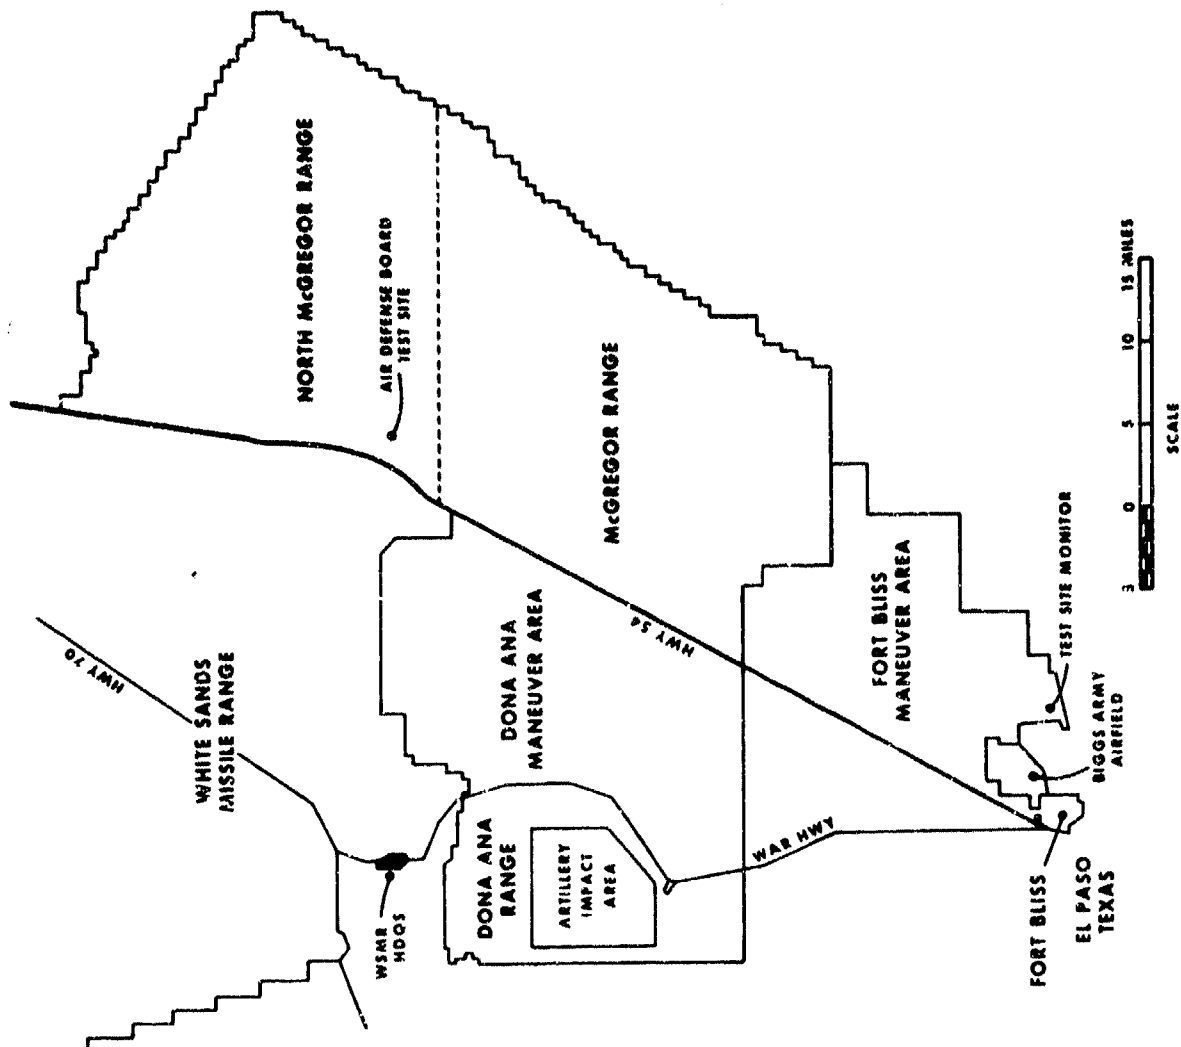 NORTH McGREGOR RANGE
AIR DEFENSE BOARD
TEST SITE
McGREGOR RANGE
HWY 70
WHITE SANDS
MISSILE RANGE
HWY 54
DONA ANA
MANEUVER AREA
FORT BLISS
MANEUVER AREA
TEST SITE MONITOR
BIGGS ARMY
AIRFIELD
WSMR
HDQS
DONA ANA
RANGE
ARTILLERY
IMPACT
AREA
WAR HWY
FORT BLISS
EL PASO
TEXAS
3 0 5 10 15 MILES
SCALE